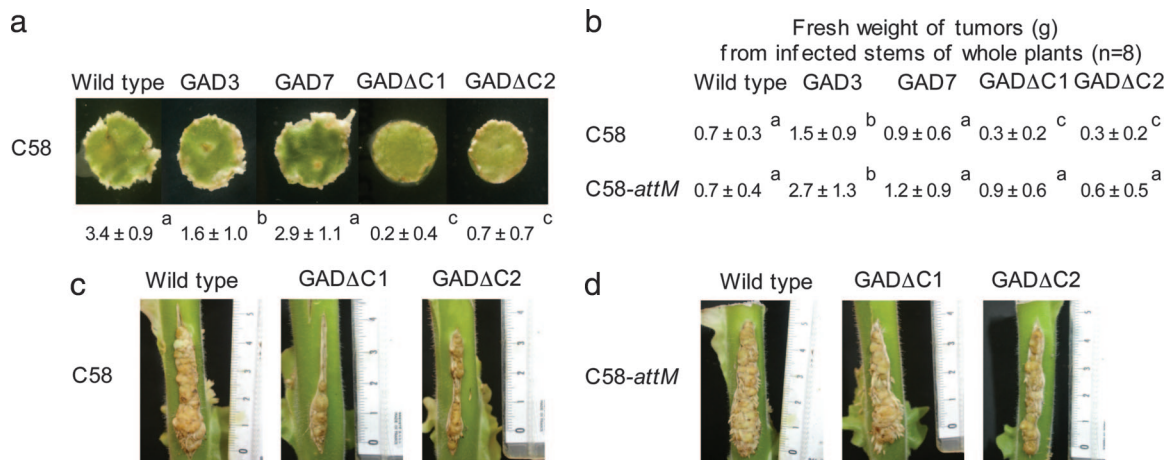 a
Wild type GAD3 GAD7 GADΔC1 GADΔC2
C58
3.4 ± 0.9 a 1.6 ± 1.0 b 2.9 ± 1.1 a 0.2 ± 0.4 c 0.7 ± 0.7 c
b
Fresh weight of tumors (g)
from infected stems of whole plants (n=8)
Wild type GAD3 GAD7 GADΔC1 GADΔC2
C58 0.7 ± 0.3 a 1.5 ± 0.9 b 0.9 ± 0.6 a 0.3 ± 0.2 c 0.3 ± 0.2 c
C58-attM 0.7 ± 0.4 a 2.7 ± 1.3 b 1.2 ± 0.9 a 0.9 ± 0.6 a 0.6 ± 0.5 a
c
Wild type GADΔC1 GADΔC2
C58
d
Wild type GADΔC1 GADΔC2
C58-attM